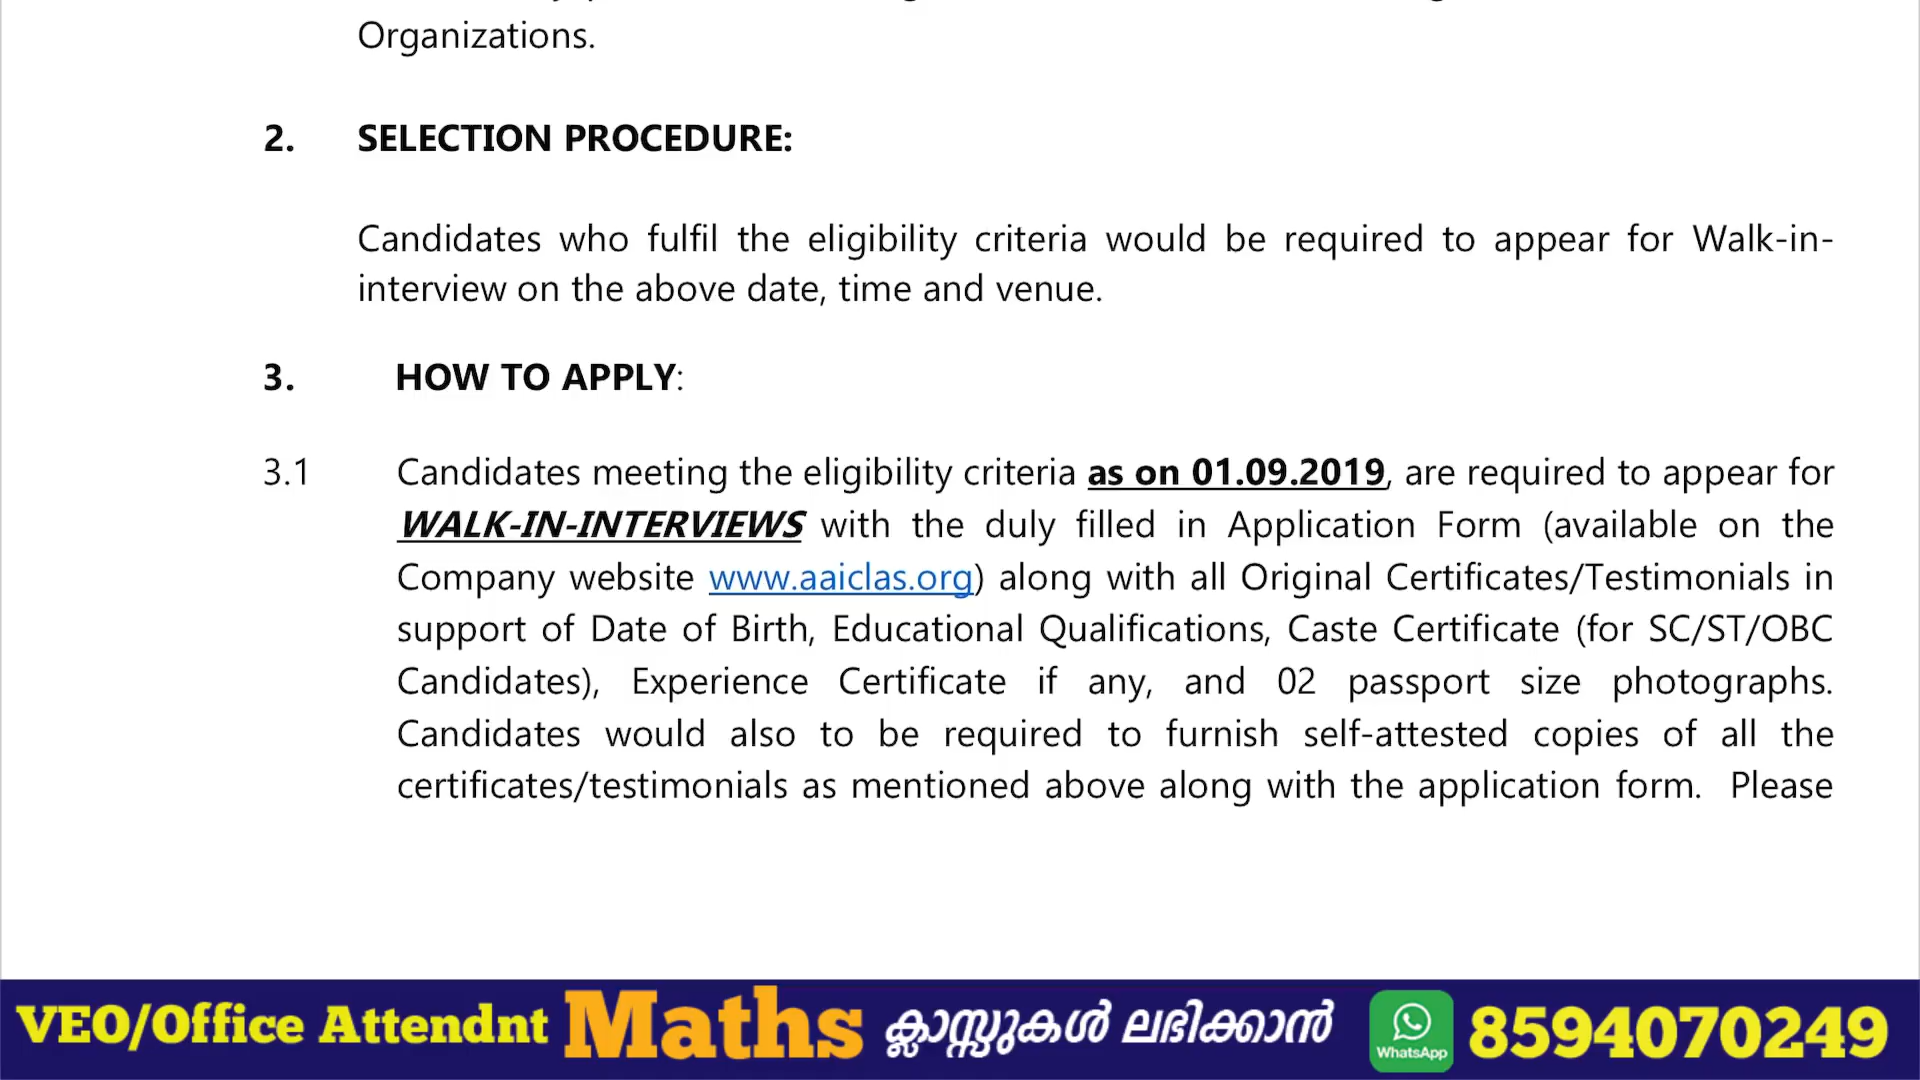 Organizations.
2. SELECTION PROCEDURE:
Candidates who fulfil the eligibility criteria would be required to appear for Walk-in-
interview on the above date, time and venue.
3. HOW TO APPLY:
3.1 Candidates meeting the eligibility criteria as on 01.09.2019, are required to appear for
WALK-IN-INTERVIEWS with the duly filled in Application Form (available on the
Company website www.aaiclas.org) along with all Original Certificates/Testimonials in
support of Date of Birth, Educational Qualifications, Caste Certificate (for SC/ST/OBC
Candidates), Experience Certificate if any, and 02 passport size photographs.
Candidates would also to be required to furnish self-attested copies of all the
certificates/testimonials as mentioned above along with the application form. Please
VEO/Office Attendnt Maths ക്ലാസ്സുകൾ ലഭിക്കാൻ WhatsApp 8594070249